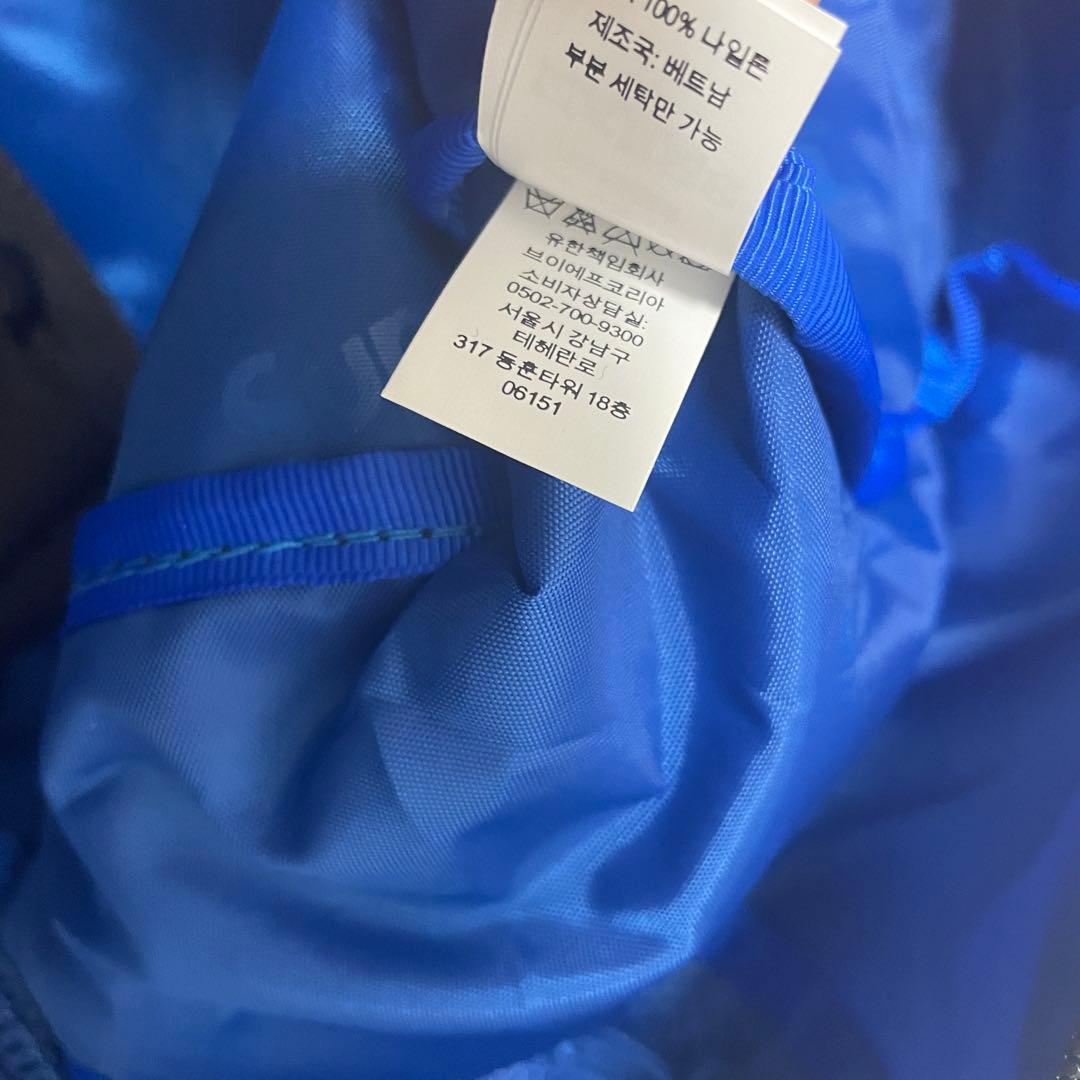 100% 나입론
제조국: 베트남
부분 세탁만 가능
유한책임회사
브이에프코리아
소비자상담실:
0502-700-9300
서울시 강남구
테헤란로
317 동훈타워 18층
06151